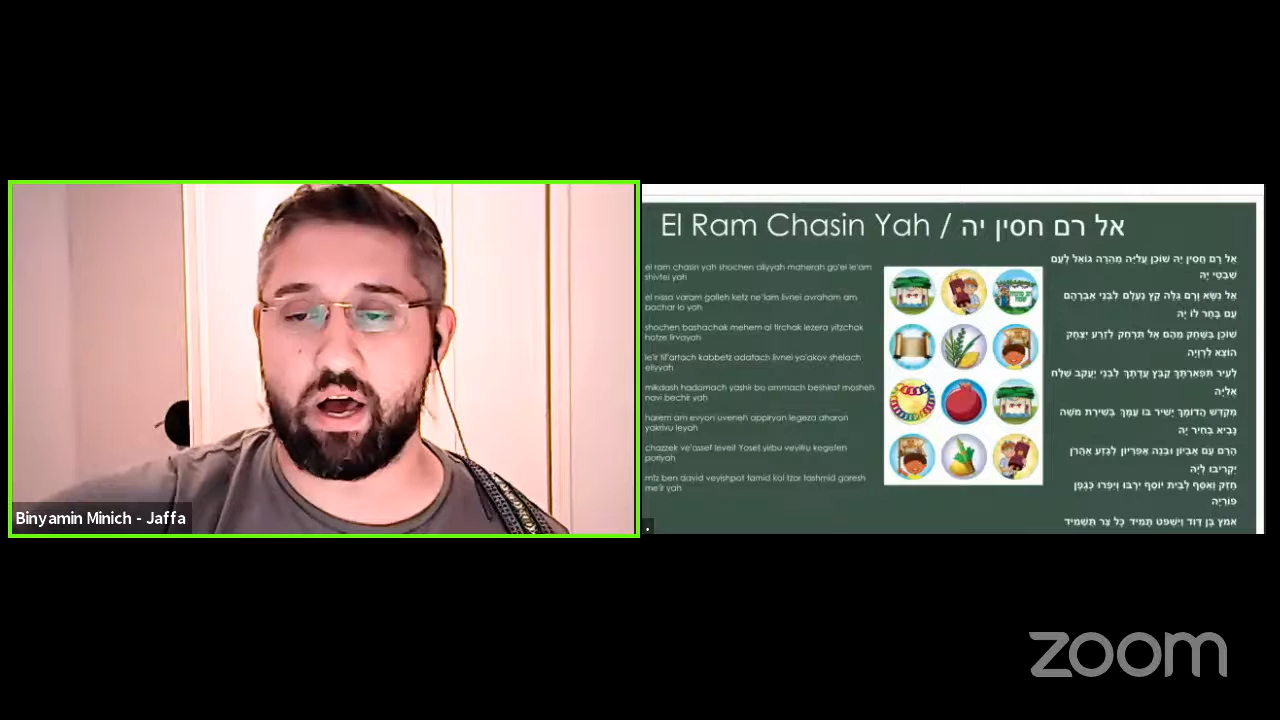 El Ram Chasin Yah / אל רם חסין יה
el ram chasin yah shochen aliyyah maherah go'el le'am
shivtei yah
el nissa varam galleh ketz ne'lam livnei avraham am
bachar lo yah
shochen bashachak mehem al tirchak lezera yitzchak
hotze lirvayah
le'ir tif'artach kabbetz adatach livnei ya'akov shelach
eliyyah
mikdash hadomach yashir bo ammach beshirat mosheh
navi bechir yah
harem am evyon uveneh appiryon legeza aharon
yakrivu leyah
chazzek ve'assef leveit Yosef yirbu veyifru kegefen
poriyah
mtz ben david veyishpot tamid kol tzar tashmid garesh
me'ir yah
אל רם חסין יה שוכן עליה מהרה גואל לעם
שבטי יה
אל נשא ורם גלה קץ נעלם לבני אברהם
עם בחר לו יה
שוכן בשחק מהם אל תרחק לזרע יצחק
הוצא לרויה
לעיר תפארתך קבץ עדתך לבני יעקב שלח
אליה
מקדש הדומך ישיר בו עמך בשירת משה
נביא בחיר יה
הרם עם אביון ובנה אפריון לגזע אהרן
יקריבו ליה
חזק ואסף לבית יוסף ירבו ויפרו כגפן
פוריה
אמץ בן דוד וישפט תמיד כל צר תשמיד
Binyamin Minich - Jaffa
zoom